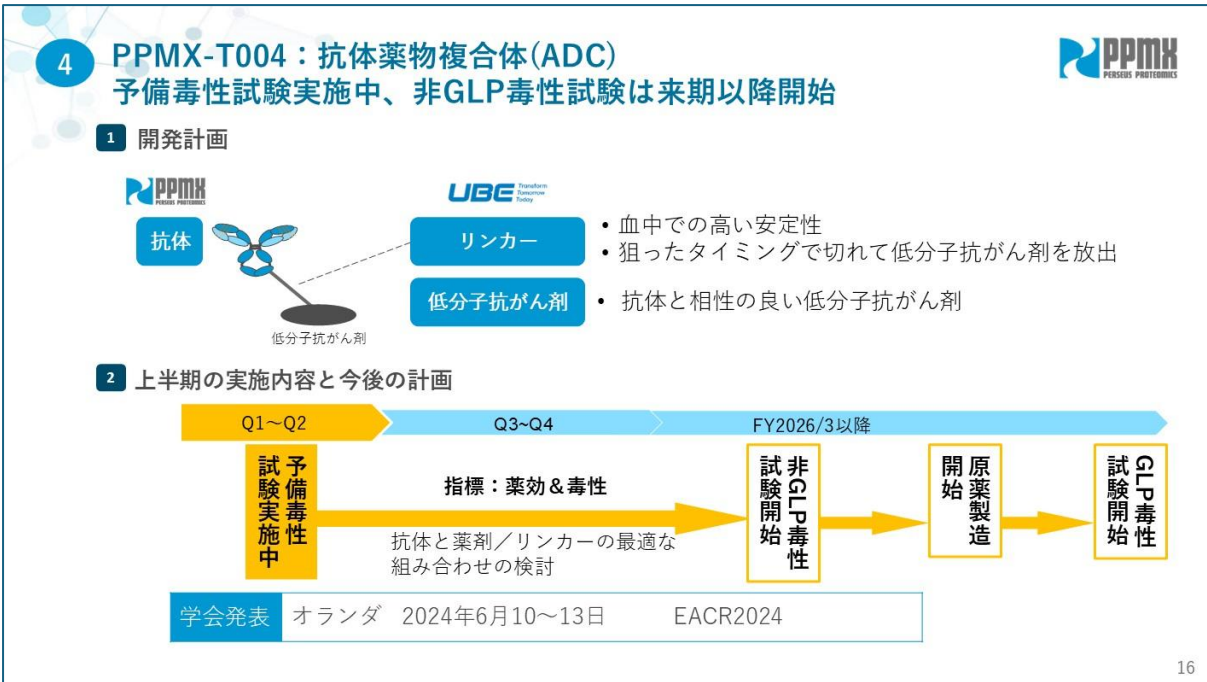 4
PPMX-T004：抗体薬物複合体(ADC)
予備毒性試験実施中、非GLP毒性試験は来期以降開始
PPMX
PERSEUS PROTEOMICS
1 開発計画
PPMX
PERSEUS PROTEOMICS
UBE Transform
Tomorrow
Today
抗体
リンカー
• 血中での高い安定性
• 狙ったタイミングで切れて低分子抗がん剤を放出
低分子抗がん剤
• 抗体と相性の良い低分子抗がん剤
低分子抗がん剤
2 上半期の実施内容と今後の計画
Q1～Q2
Q3~Q4
FY2026/3以降
予備毒性
試験実施中
指標：薬効＆毒性
抗体と薬剤／リンカーの最適な
組み合わせの検討
非GLP毒性
試験開始
原薬製造
開始
GLP毒性
試験開始
学会発表 オランダ 2024年6月10～13日 EACR2024
16